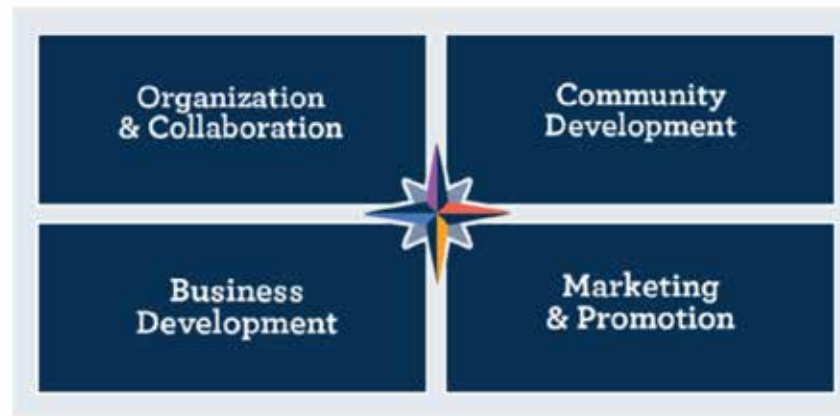 Organization
& Collaboration
Community
Development
Business
Development
Marketing
& Promotion